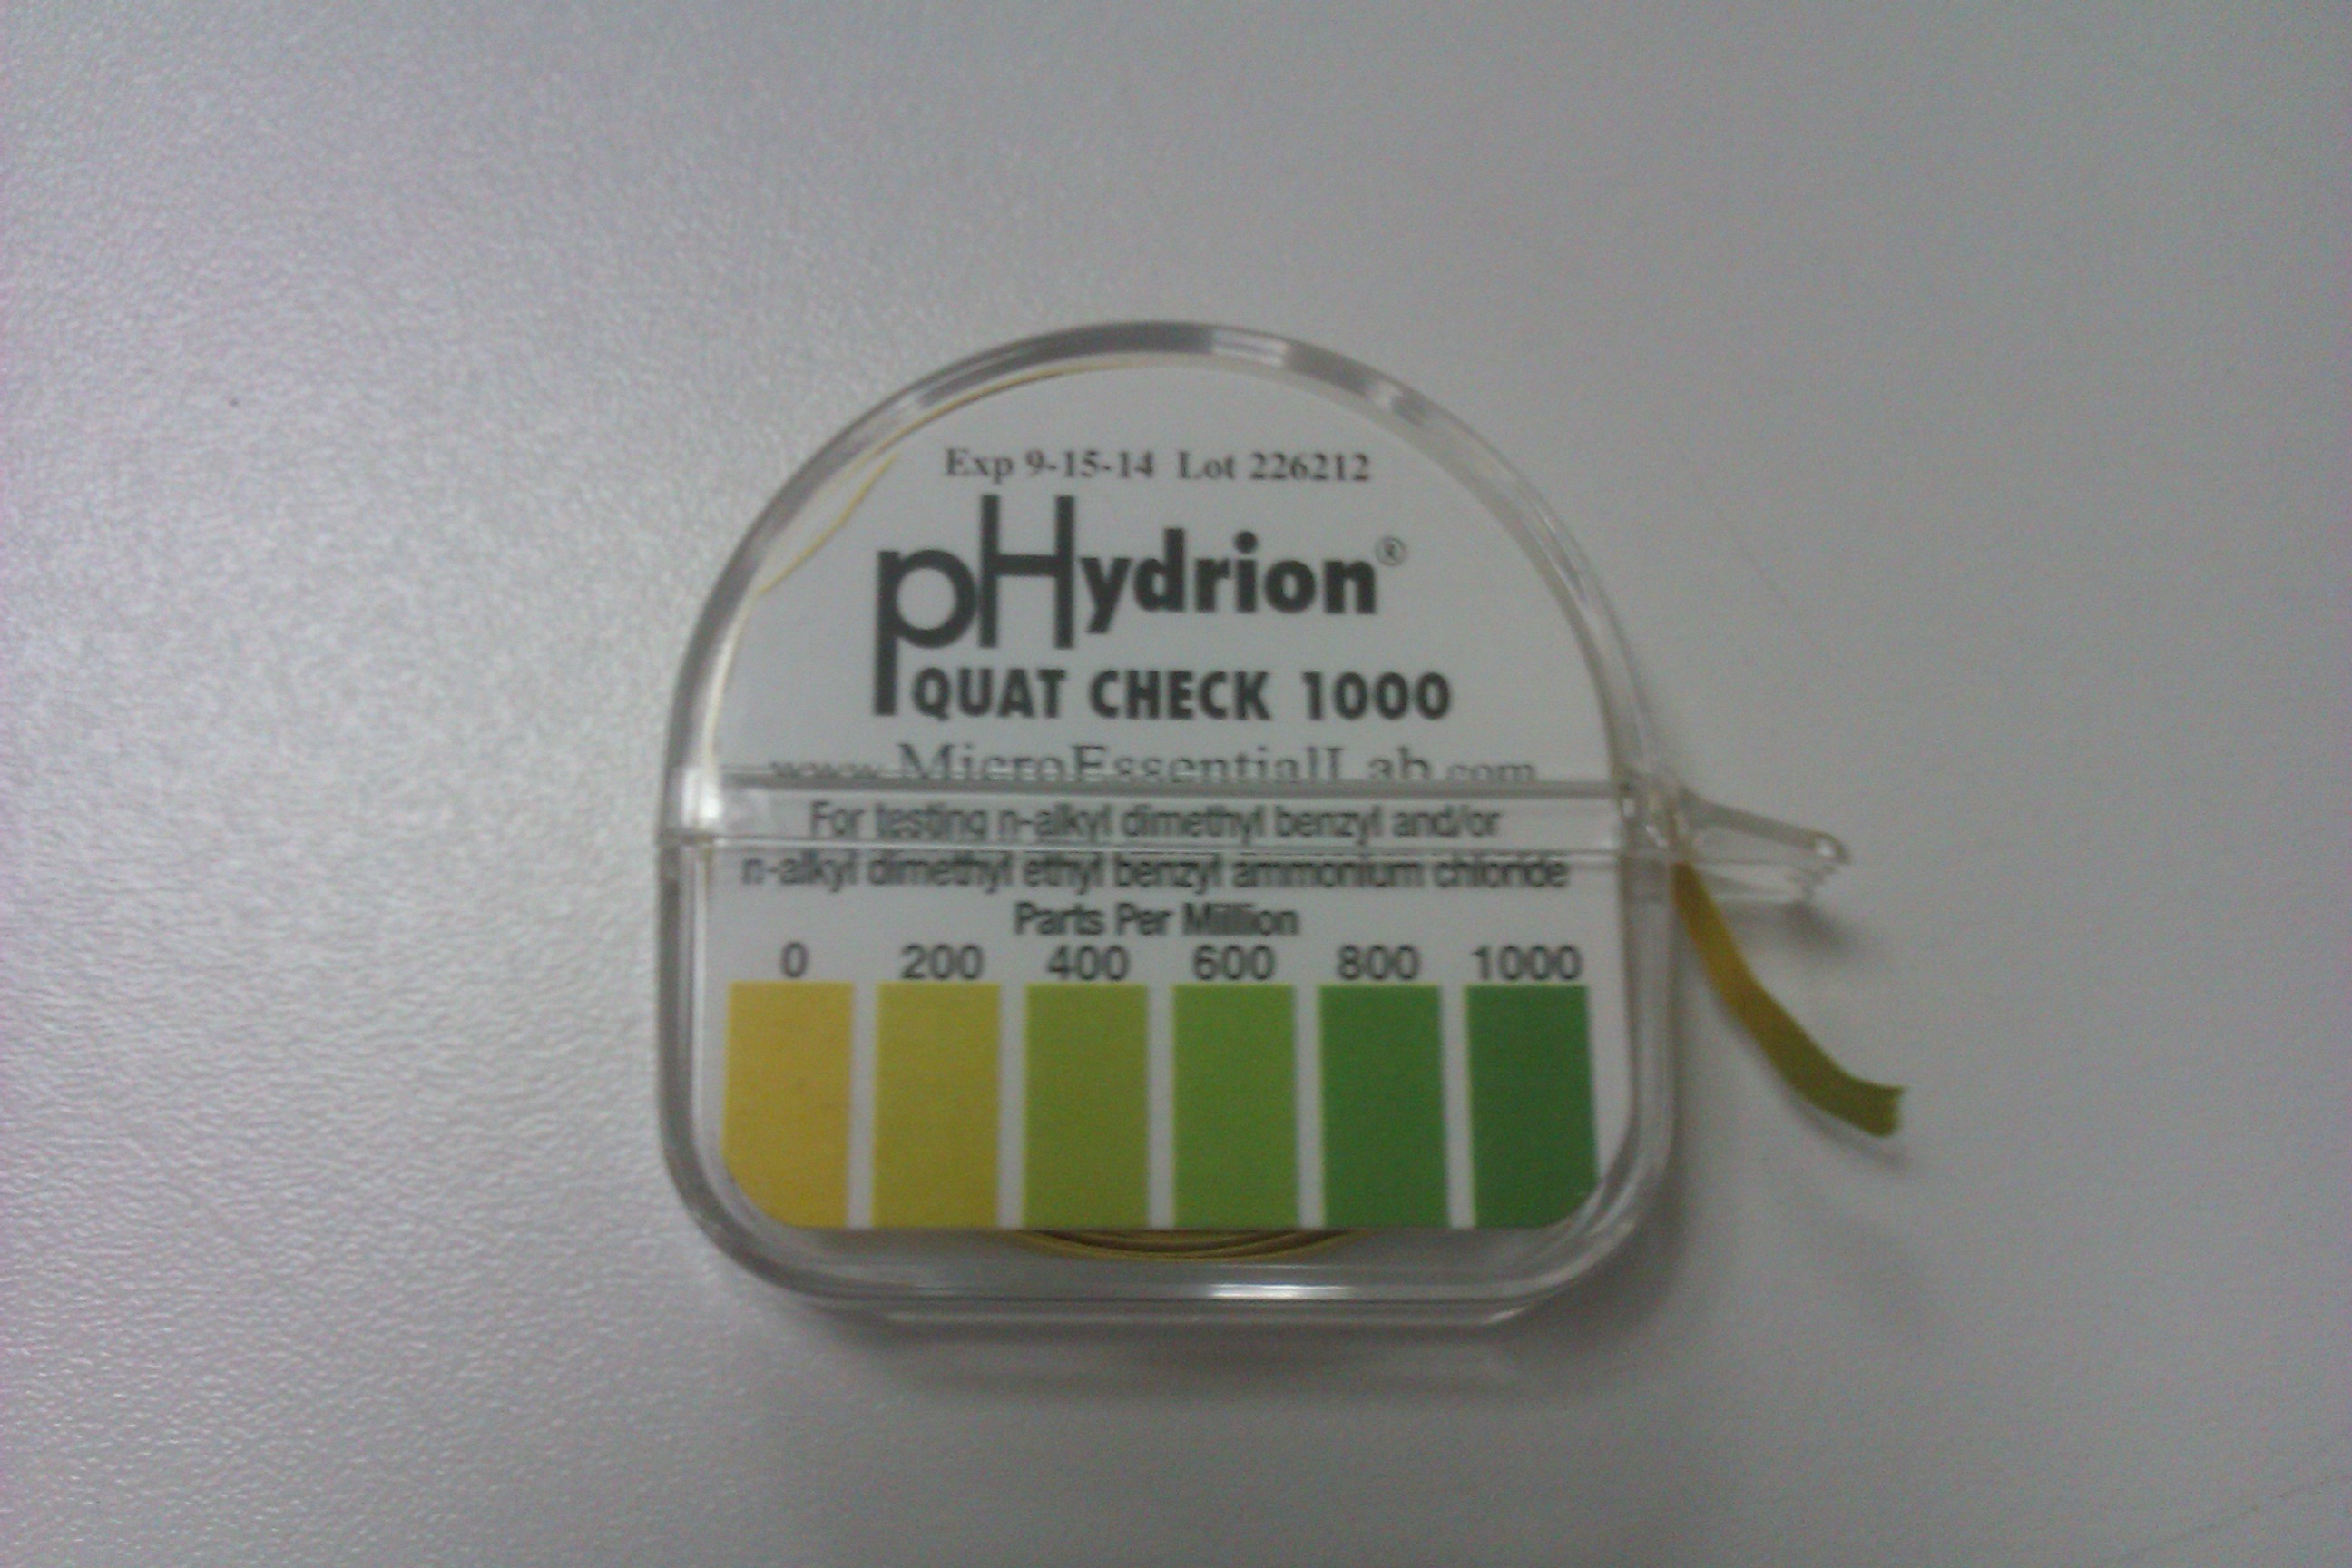 Exp 9-15-14 Lot 226212
pHydrion®
QUAT CHECK 1000
www.MicroEssentialLab.com
For testing n-alkyl dimethyl benzyl and/or
n-alkyl dimethyl ethyl benzyl ammonium chloride
Parts Per Million
0 200 400 600 800 1000